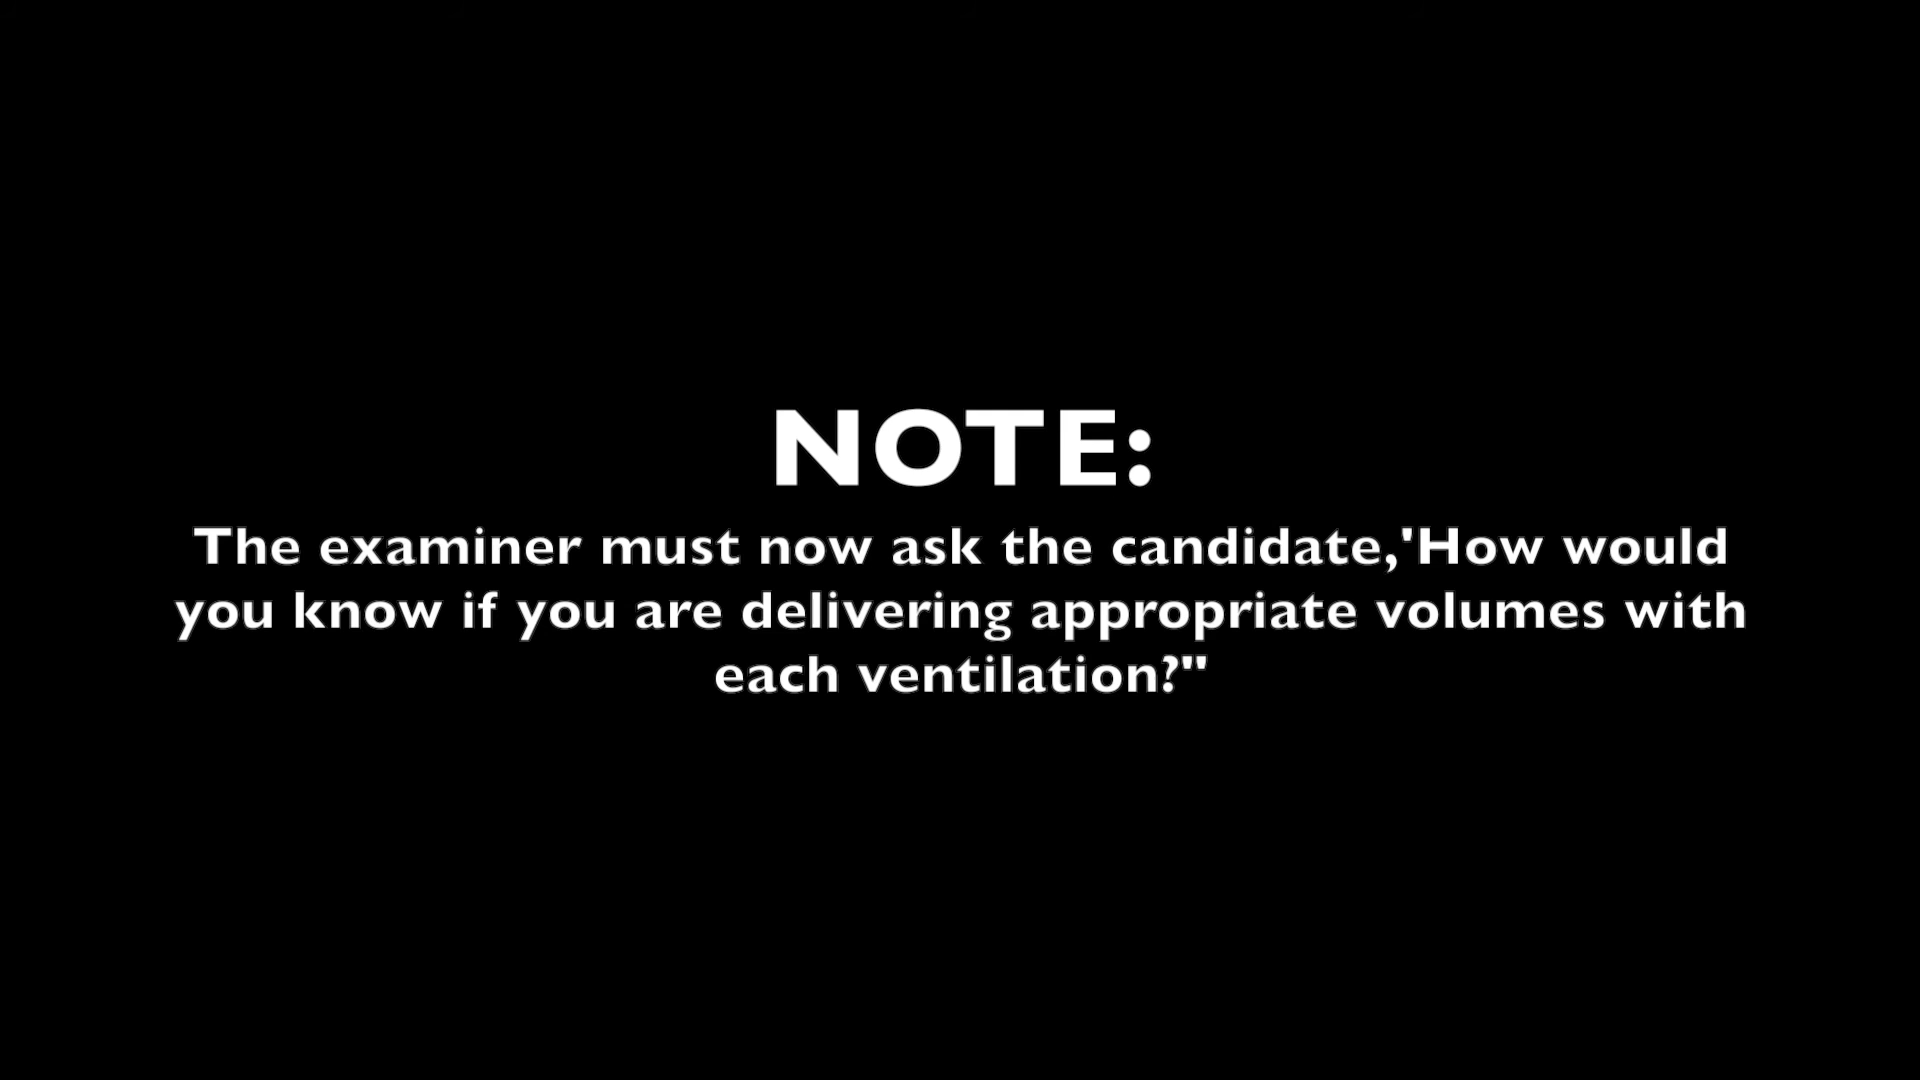 NOTE:
The examiner must now ask the candidate,'How would
you know if you are delivering appropriate volumes with
each ventilation?"